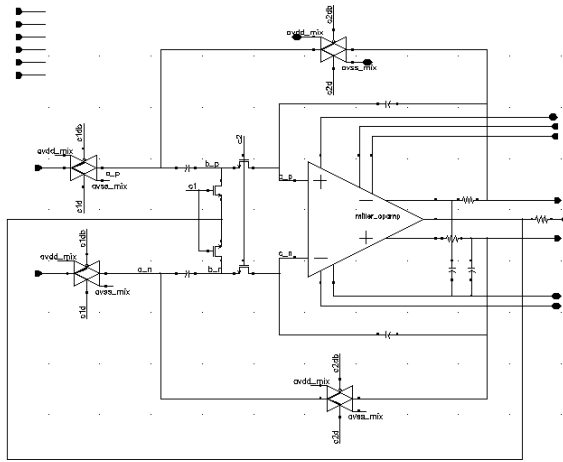 c2db
avdd_mix
avss_mix
c2d
c1db
avdd_mix
a_p
avss_mix
c1d
b_p
c2
c1
c_p
miller_opamp
c_n
c1db
avdd_mix
a_n
b_n
avss_mix
c1d
c2db
avdd_mix
avss_mix
c2d